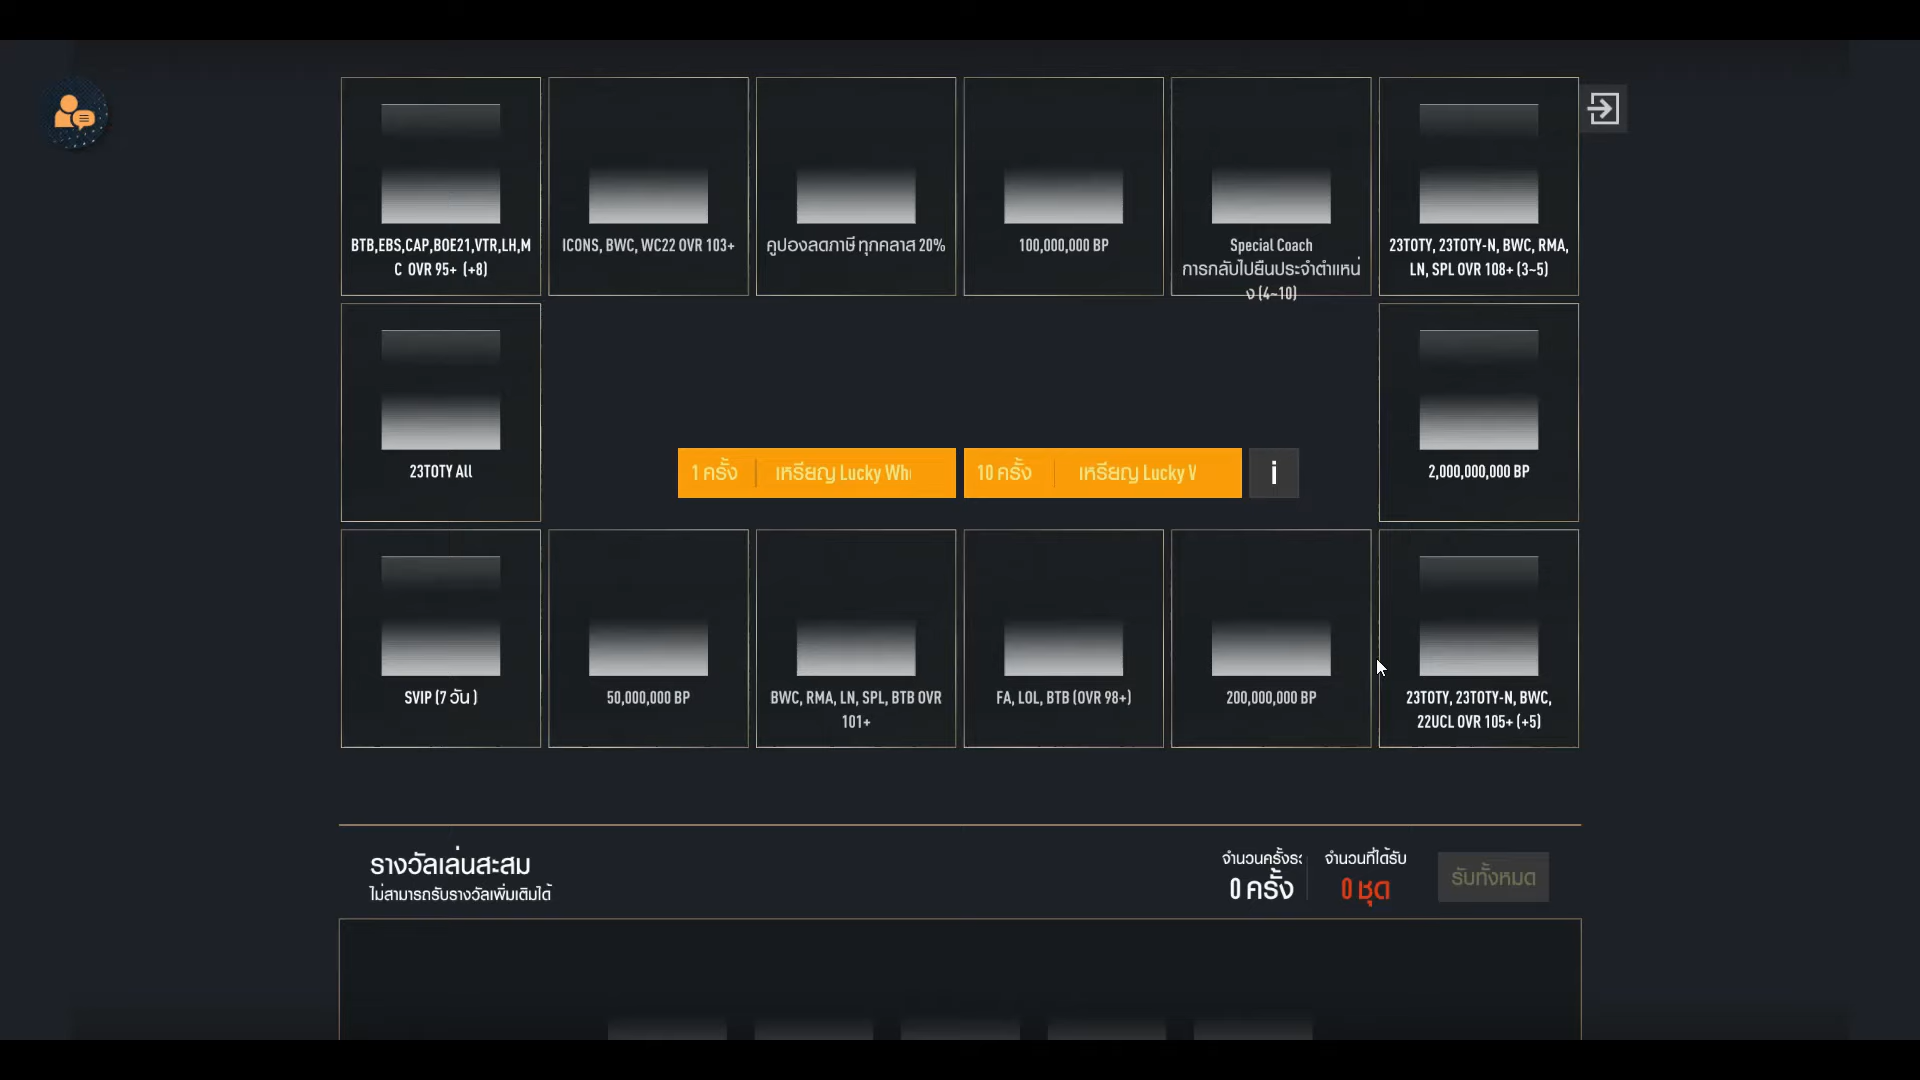 BTB,EBS,CAP,BOE21,VTR,LH,M
C OVR 95+ (+8)
ICONS, BWC, WC22 OVR 103+
คูปองลดภาษี ทุกคลาส 20%
100,000,000 BP
Special Coach
การกลับไปยืนประจำตำแหน่
ง (4~10)
23TOTY, 23TOTY-N, BWC, RMA,
LN, SPL OVR 108+ (3~5)
23TOTY All
1 ครั้ง
เหรียญ Lucky Wh
10 ครั้ง
เหรียญ Lucky
i
2,000,000,000 BP
SVIP (7 วัน )
50,000,000 BP
BWC, RMA, LN, SPL, BTB OVR
101+
FA, LOL, BTB (OVR 98+)
200,000,000 BP
23TOTY, 23TOTY-N, BWC,
22UCL OVR 105+ (+5)
รางวัลเล่นสะสม
ไม่สามารถรับรางวัลเพิ่มเติมได้
จำนวนครั้งระ
0 ครั้ง
จำนวนที่ได้รับ
0 ชุด
รับทั้งหมด